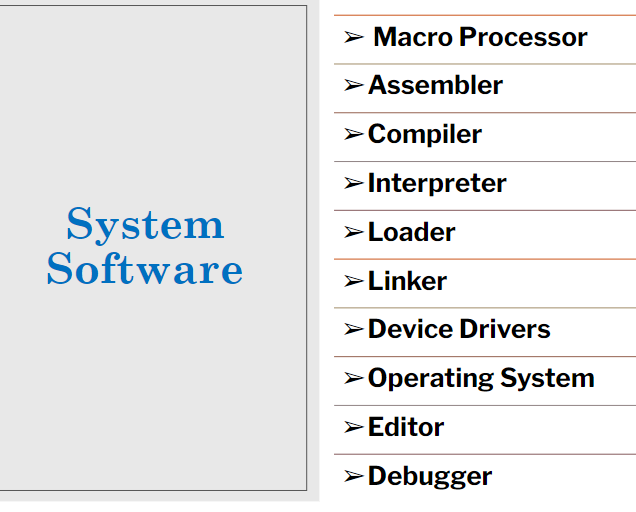 System
Software
➢ Macro Processor
➢Assembler
➢Compiler
➢Interpreter
➢Loader
➢Linker
➢Device Drivers
➢Operating System
➢Editor
➢Debugger